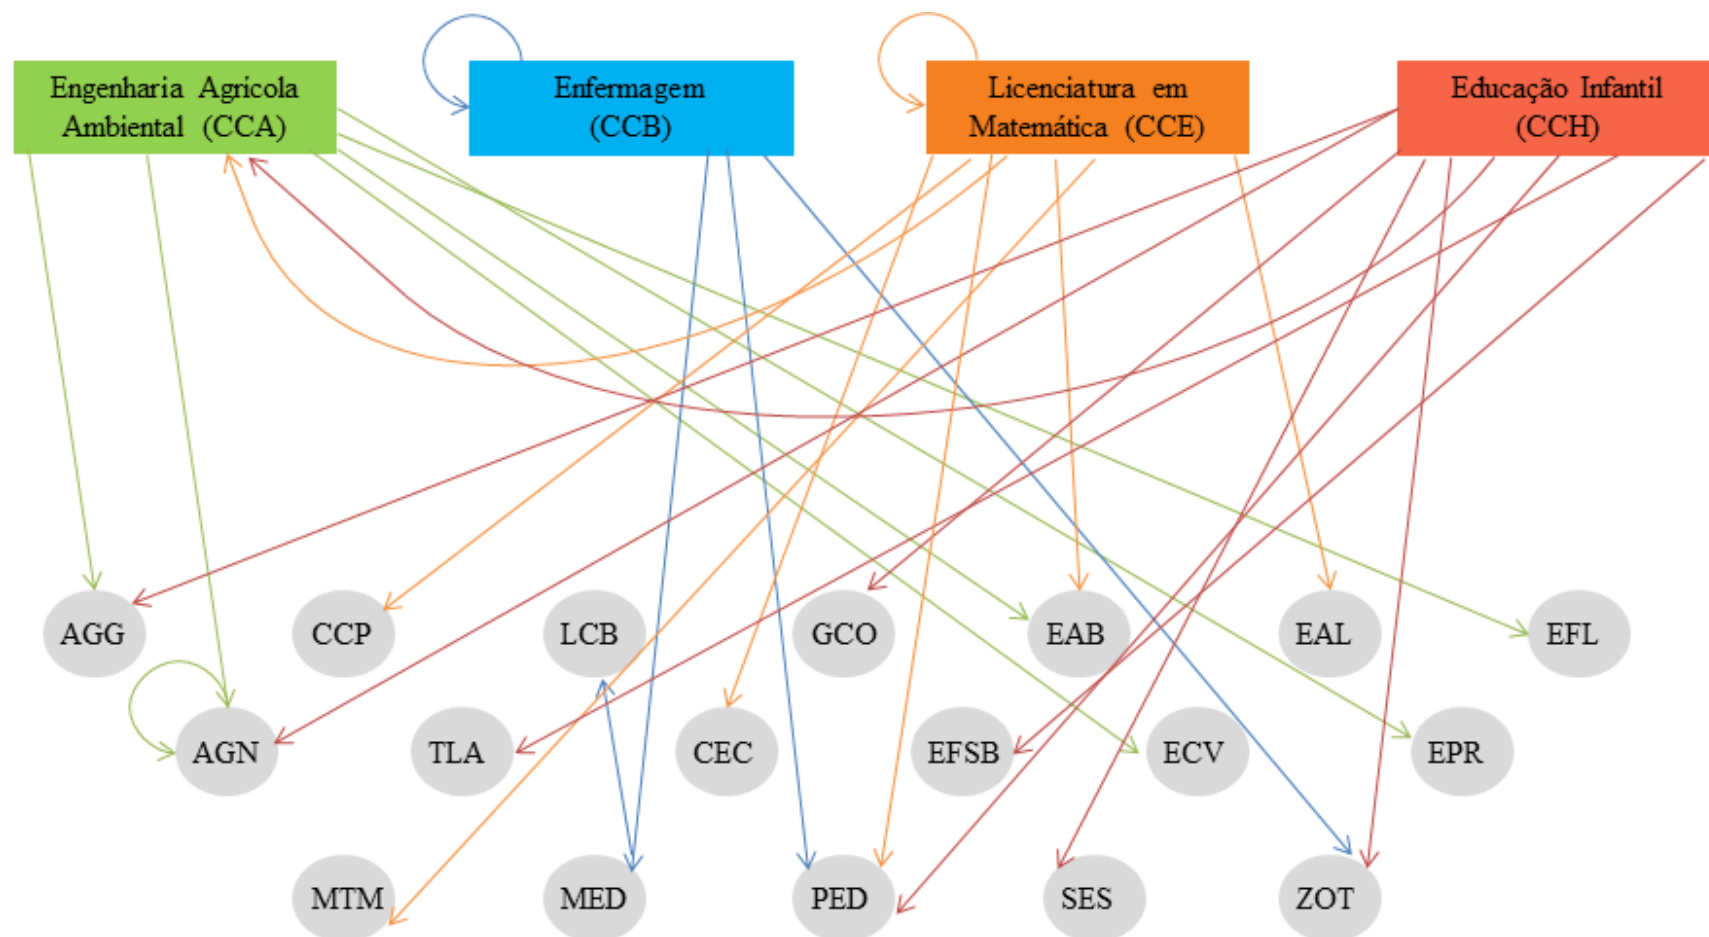 Engenharia Agrícola
Ambiental (CCA)
Enfermagem
(CCB)
Licenciatura em
Matemática (CCE)
Educação Infantil
(CCH)
AGG
CCP
LCB
GCO
EAB
EAL
EFL
AGN
TLA
CEC
EFSB
ECV
EPR
MTM
MED
PED
SES
ZOT